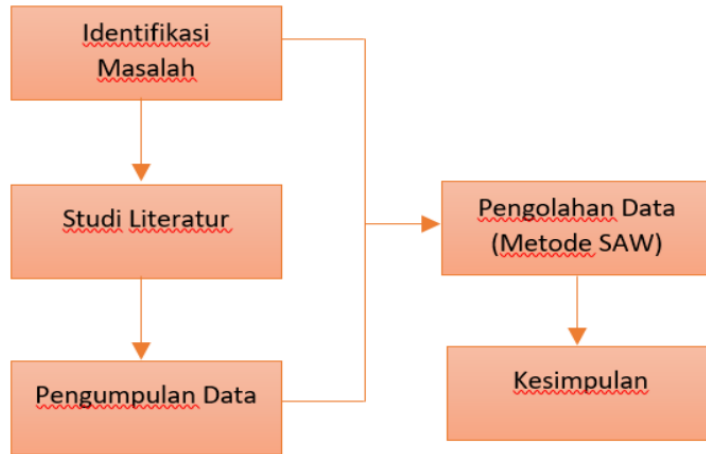 Identifikasi
Masalah
Studi Literatur
Pengumpulan Data
Pengolahan Data
(Metode SAW)
Kesimpulan